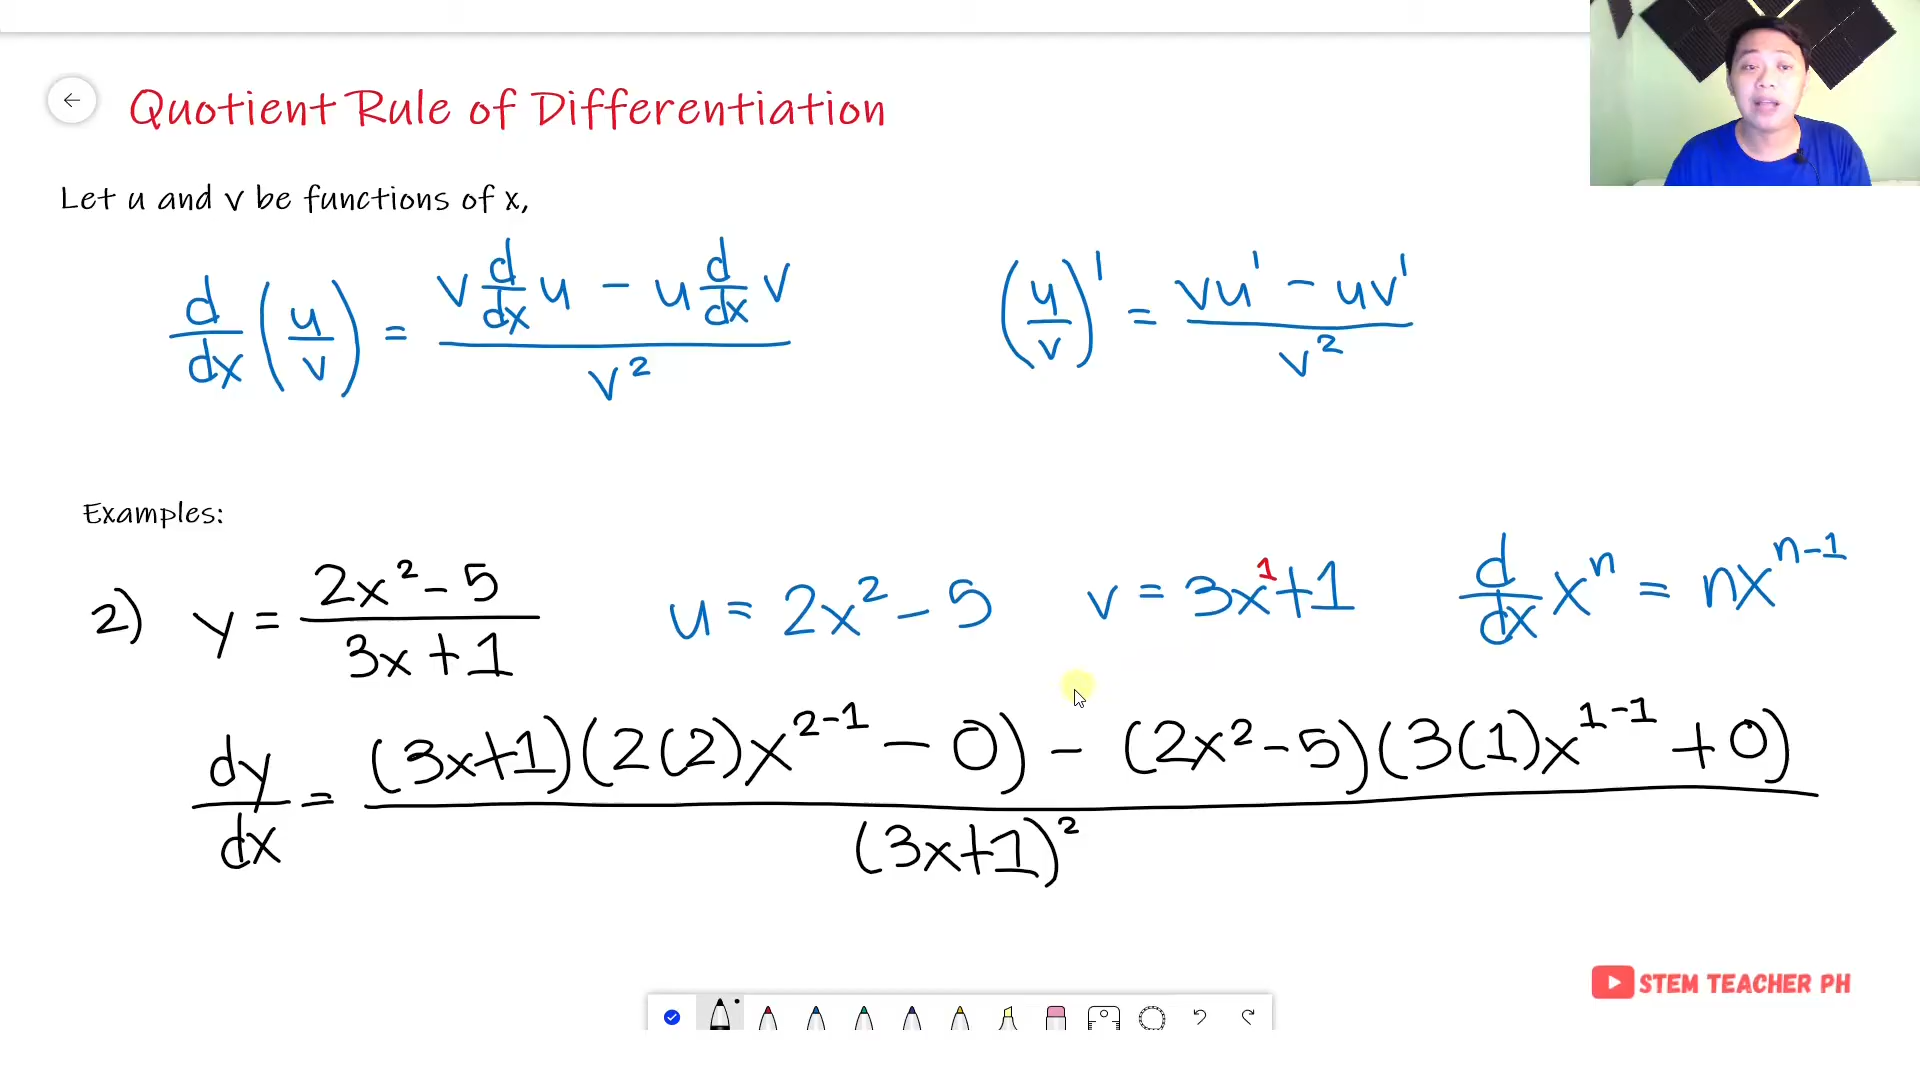 Quotient Rule of Differentiation
Let u and v be functions of x,
d/dx (u/v) = (v d/dx u - u d/dx v)/v² (u/v)' = (vu' - uv')/v²
Examples:
2) y = (2x² - 5)/(3x + 1) u = 2x² - 5 v = 3x¹ + 1 d/dx xⁿ = nxⁿ⁻¹
dy/dx = ((3x+1)(2(2)x²⁻¹ - 0) - (2x² - 5)(3(1)x¹⁻¹ + 0))/(3x+1)²
STEM TEACHER PH